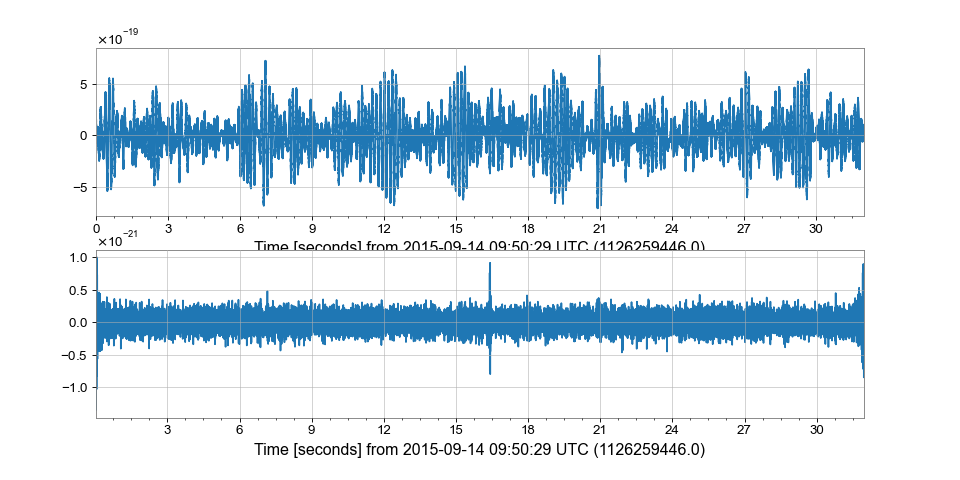 ×10⁻¹⁹
5
0
−5
0 3 6 9 12 15 18 21 24 27 30
Time [seconds] from 2015-09-14 09:50:29 UTC (1126259446.0)
×10⁻²¹
1.0
0.5
0.0
−0.5
−1.0
3 6 9 12 15 18 21 24 27 30
Time [seconds] from 2015-09-14 09:50:29 UTC (1126259446.0)